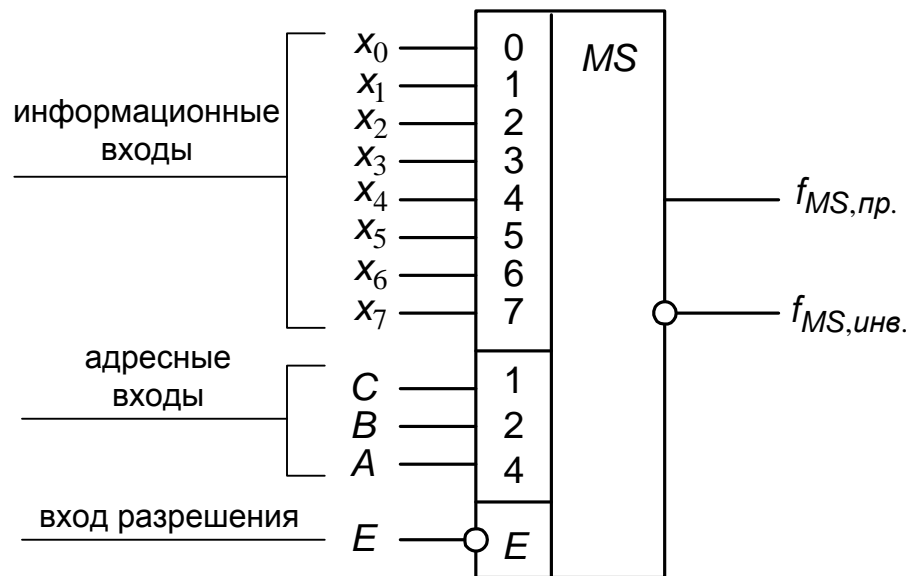 информационные
входы
x0
x1
x2
x3
x4
x5
x6
x7
0
1
2
3
4
5
6
7
MS
fMS,пр.
fMS,инв.
адресные
входы
C
B
A
1
2
4
вход разрешения
E
E